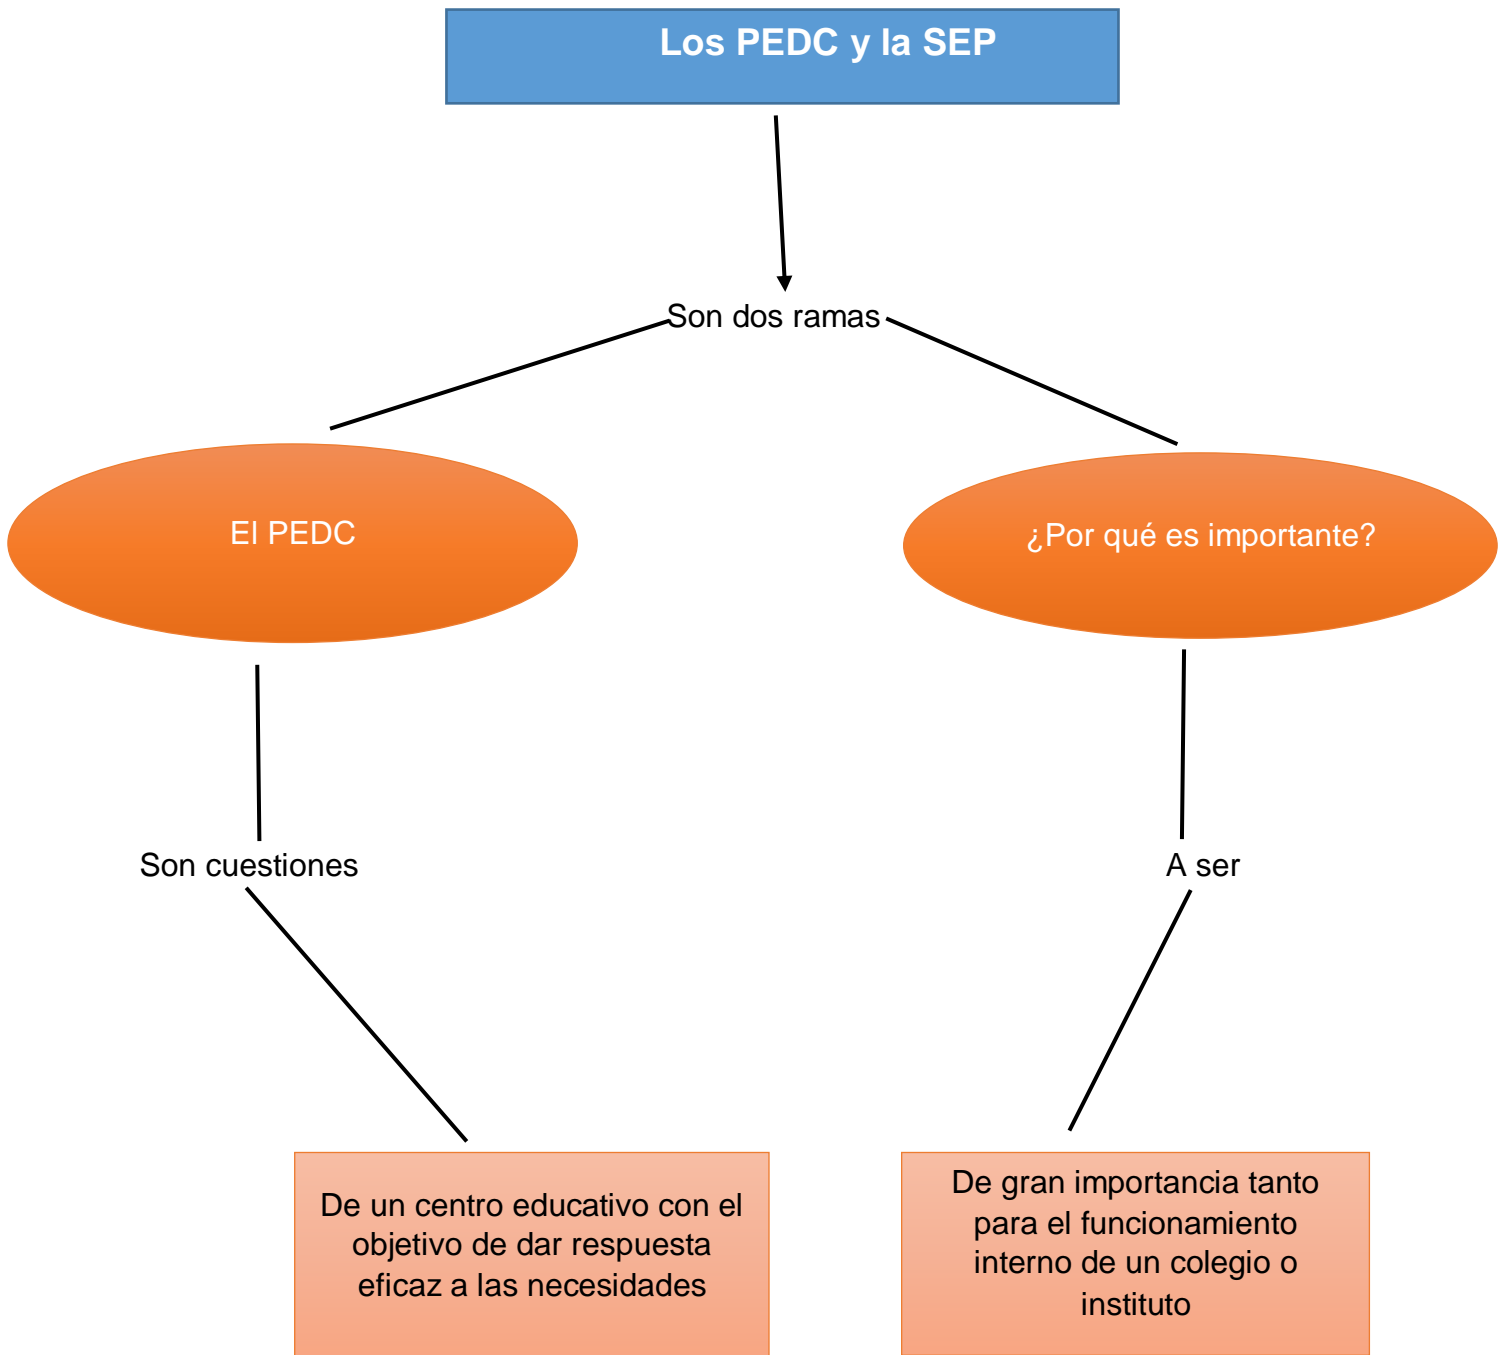 Los PEDC y la SEP
Son dos ramas
El PEDC
¿Por qué es importante?
Son cuestiones
A ser
De un centro educativo con el
objetivo de dar respuesta
eficaz a las necesidades
De gran importancia tanto
para el funcionamiento
interno de un colegio o
instituto